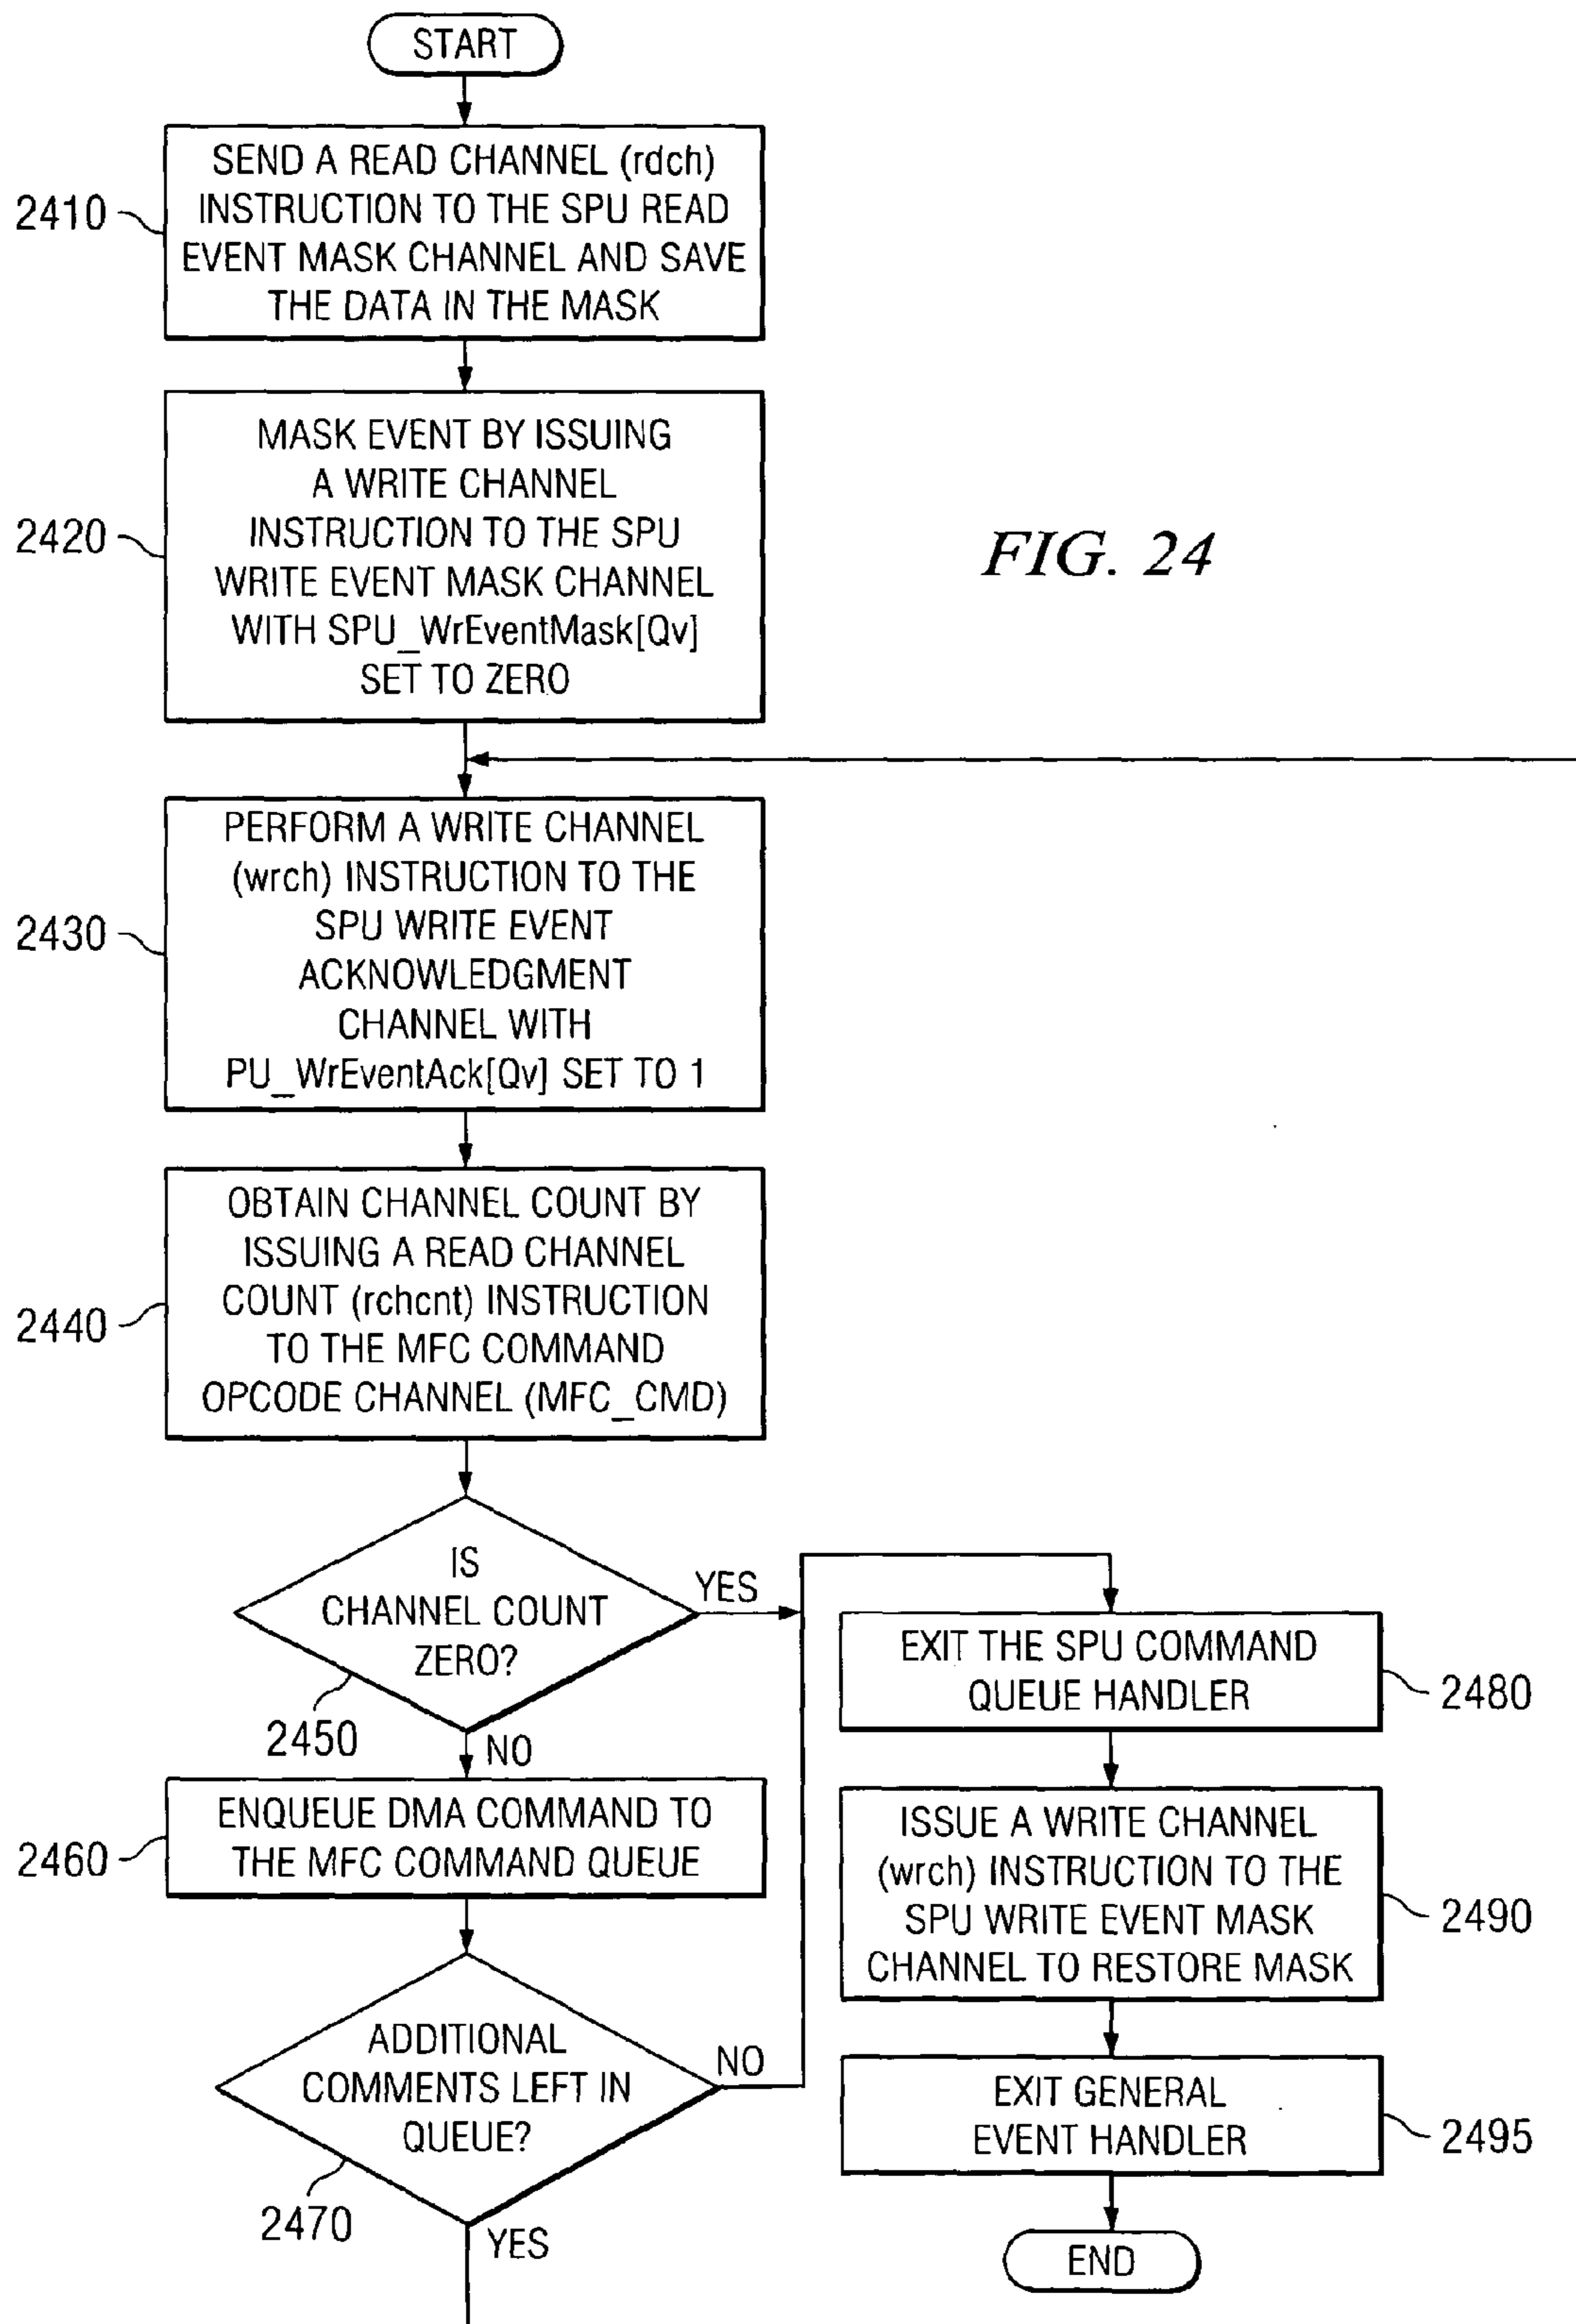 START
SEND A READ CHANNEL (rdch)
INSTRUCTION TO THE SPU READ
EVENT MASK CHANNEL AND SAVE
THE DATA IN THE MASK
2410
MASK EVENT BY ISSUING
A WRITE CHANNEL
INSTRUCTION TO THE SPU
WRITE EVENT MASK CHANNEL
WITH SPU_WrEventMask[Qv]
SET TO ZERO
2420
FIG. 24
PERFORM A WRITE CHANNEL
(wrch) INSTRUCTION TO THE
SPU WRITE EVENT
ACKNOWLEDGMENT
CHANNEL WITH
PU_WrEventAck[Qv] SET TO 1
2430
OBTAIN CHANNEL COUNT BY
ISSUING A READ CHANNEL
COUNT (rchcnt) INSTRUCTION
TO THE MFC COMMAND
OPCODE CHANNEL (MFC_CMD)
2440
IS
CHANNEL COUNT
ZERO?
YES
2450
NO
ENQUEUE DMA COMMAND TO
THE MFC COMMAND QUEUE
2460
ADDITIONAL
COMMENTS LEFT IN
QUEUE?
NO
2470
YES
EXIT THE SPU COMMAND
QUEUE HANDLER
2480
ISSUE A WRITE CHANNEL
(wrch) INSTRUCTION TO THE
SPU WRITE EVENT MASK
CHANNEL TO RESTORE MASK
2490
EXIT GENERAL
EVENT HANDLER
2495
END